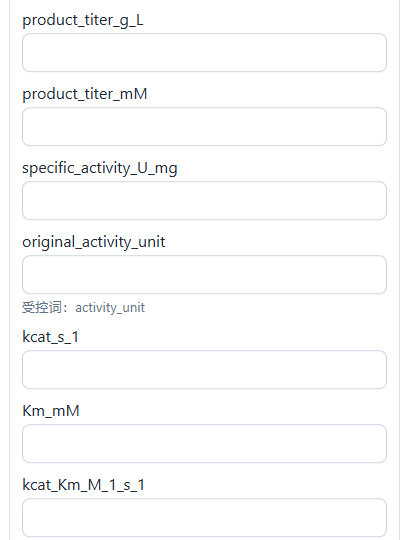 product_titer_g_L
product_titer_mM
specific_activity_U_mg
original_activity_unit
受控词：activity_unit
kcat_s_1
Km_mM
kcat_Km_M_1_s_1